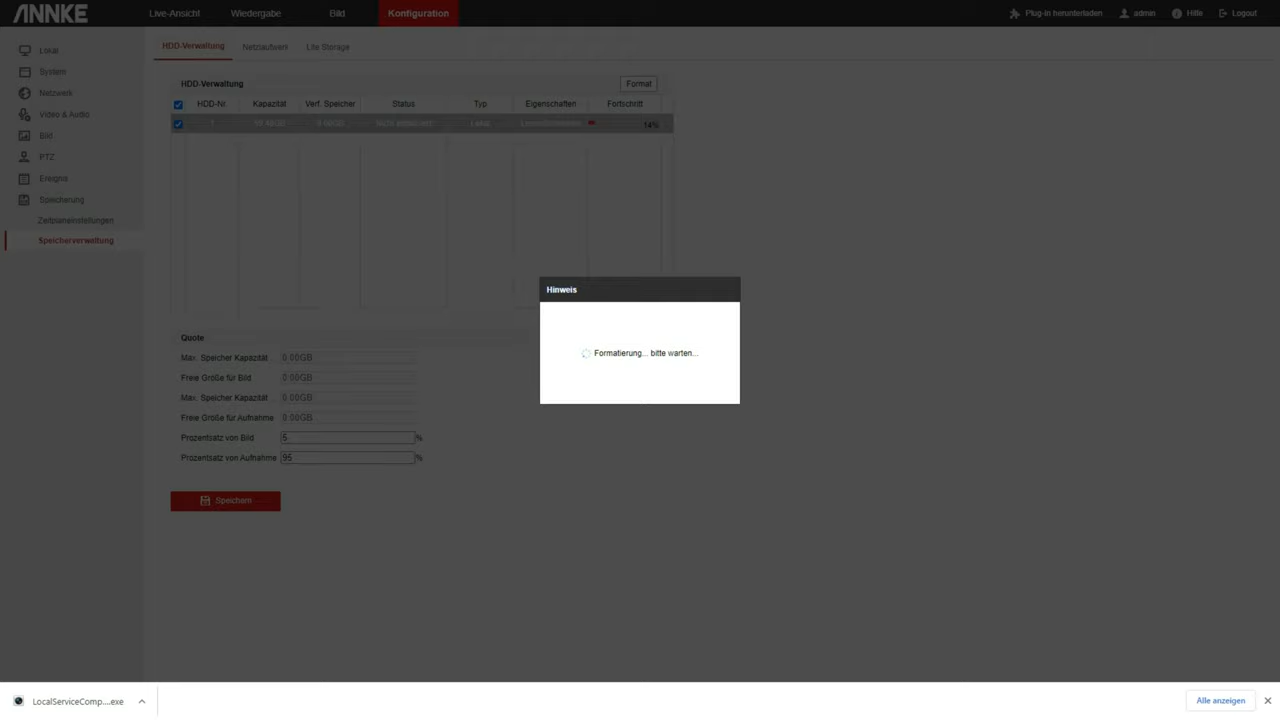 ANNKE
Live-Ansicht
Wiedergabe
Bild
Konfiguration
Plug-in herunterladen
admin
Hilfe
Logout
Lokal
System
Netzwerk
Video & Audio
Bild
PTZ
Ereignis
Speicherung
Zeitplaneinstellungen
Speicherverwaltung
HDD-Verwaltung
Netzlaufwerk
Lite Storage
HDD-Verwaltung
Format
HDD-Nr. Kapazität Verf. Speicher Status Typ Eigenschaften Fortschritt
1 0.00GB Lokal 14%
Hinweis
Formatierung... bitte warten...
Quote
Max. Speicher Kapazität 0.00GB
Freie Größe für Bild 0.00GB
Max. Speicher Kapazität 0.00GB
Freie Größe für Aufnahme 0.00GB
Prozentsatz von Bild 5 %
Prozentsatz von Aufnahme 95 %
Speichern
LocalServiceComp....exe
Alle anzeigen